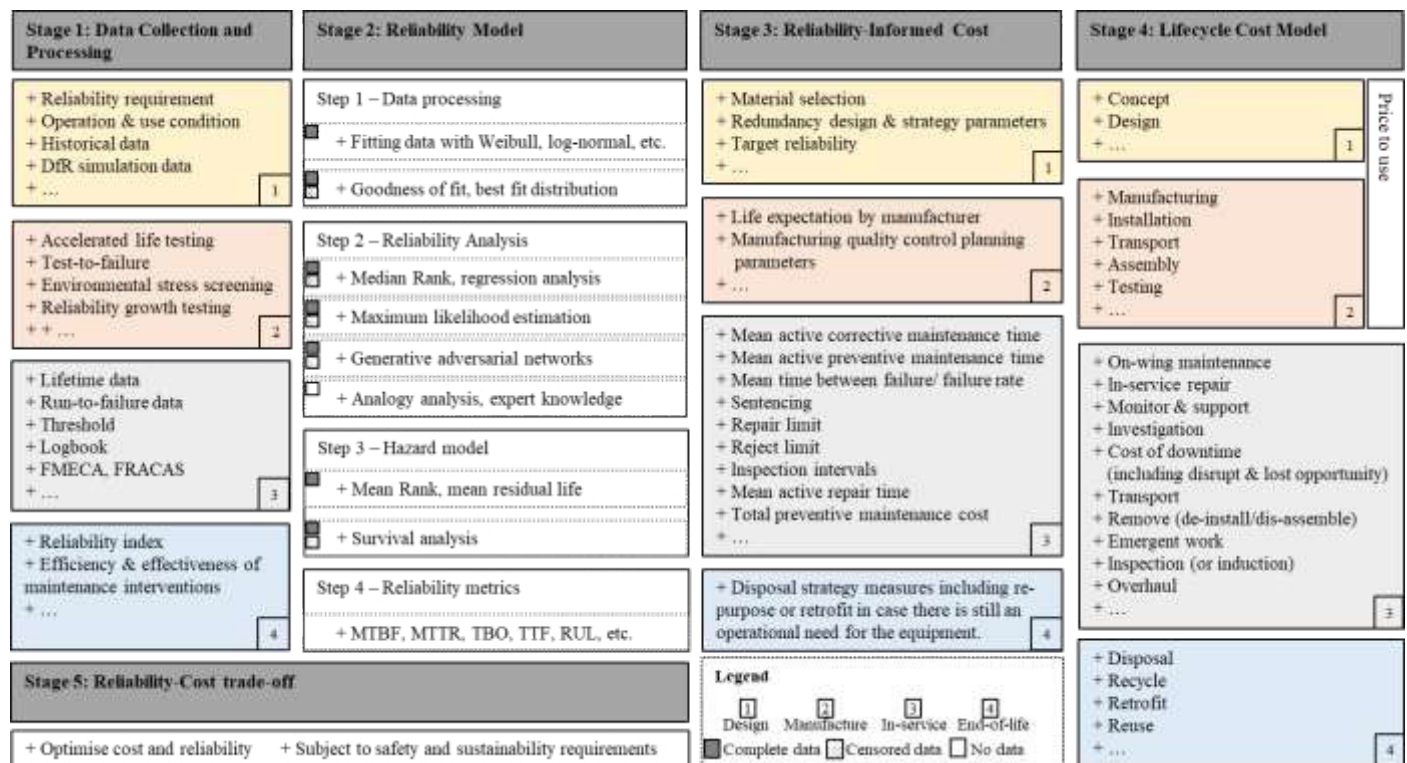 Stage 1: Data Collection and
Processing
+ Reliability requirement
+ Operation & use condition
+ Historical data
+ DfR simulation data
+ ...
1
+ Accelerated life testing
+ Test-to-failure
+ Environmental stress screening
+ Reliability growth testing
+ + ...
2
+ Lifetime data
+ Run-to-failure data
+ Threshold
+ Logbook
+ FMECA, FRACAS
+ ...
3
+ Reliability index
+ Efficiency & effectiveness of
maintenance interventions
+ ...
4
Stage 2: Reliability Model
Step 1 – Data processing
+ Fitting data with Weibull, log-normal, etc.
+ Goodness of fit, best fit distribution
Step 2 – Reliability Analysis
+ Median Rank, regression analysis
+ Maximum likelihood estimation
+ Generative adversarial networks
+ Analogy analysis, expert knowledge
Step 3 – Hazard model
+ Mean Rank, mean residual life
+ Survival analysis
Step 4 – Reliability metrics
+ MTBF, MTTR, TBO, TTF, RUL, etc.
Stage 3: Reliability-Informed Cost
+ Material selection
+ Redundancy design & strategy parameters
+ Target reliability
+ ...
1
+ Life expectation by manufacturer
+ Manufacturing quality control planning
parameters
+ ...
2
+ Mean active corrective maintenance time
+ Mean active preventive maintenance time
+ Mean time between failure/ failure rate
+ Sentencing
+ Repair limit
+ Reject limit
+ Inspection intervals
+ Mean active repair time
+ Total preventive maintenance cost
+ ...
3
+ Disposal strategy measures including re-
purpose or retrofit in case there is still an
operational need for the equipment.
4
Stage 4: Lifecycle Cost Model
+ Concept
+ Design
+ ...
1
Price to use
+ Manufacturing
+ Installation
+ Transport
+ Assembly
+ Testing
+ ...
2
+ On-wing maintenance
+ In-service repair
+ Monitor & support
+ Investigation
+ Cost of downtime
(including disrupt & lost opportunity)
+ Transport
+ Remove (de-install/dis-assemble)
+ Emergent work
+ Inspection (or induction)
+ Overhaul
+ ...
3
+ Disposal
+ Recycle
+ Retrofit
+ Reuse
+ ...
4
Stage 5: Reliability-Cost trade-off
+ Optimise cost and reliability + Subject to safety and sustainability requirements
Legend
1 2 3 4
Design Manufacture In-service End-of-life
Complete data Censored data No data